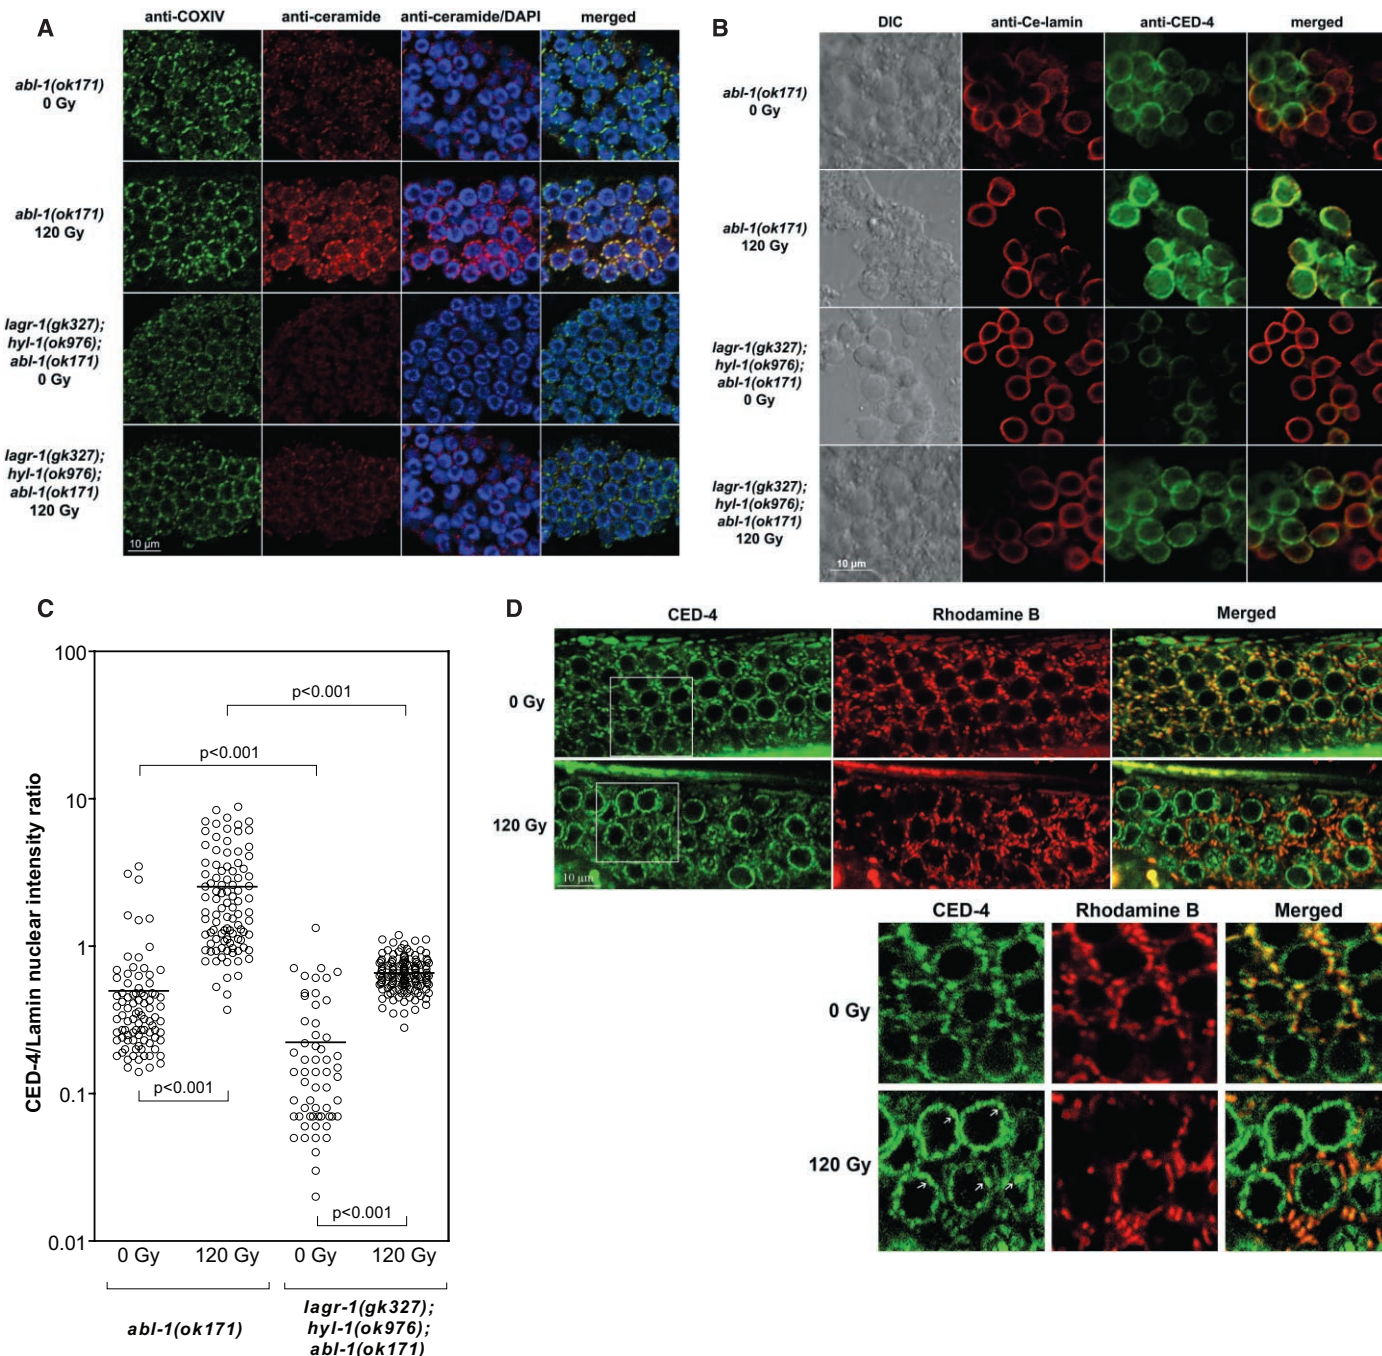 A
anti-COXIV anti-ceramide anti-ceramide/DAPI merged
abl-1(ok171)
0 Gy
abl-1(ok171)
120 Gy
lagr-1(gk327);
hyl-1(ok976);
abl-1(ok171)
0 Gy
lagr-1(gk327);
hyl-1(ok976);
abl-1(ok171)
120 Gy
10 µm
B
DIC anti-Ce-lamin anti-CED-4 merged
abl-1(ok171)
0 Gy
abl-1(ok171)
120 Gy
lagr-1(gk327);
hyl-1(ok976);
abl-1(ok171)
0 Gy
lagr-1(gk327);
hyl-1(ok976);
abl-1(ok171)
120 Gy
10 µm
C
CED-4/Lamin nuclear intensity ratio
100
10
1
0.1
0.01
p<0.001
p<0.001
p<0.001
p<0.001
0 Gy 120 Gy 0 Gy 120 Gy
abl-1(ok171)
lagr-1(gk327);
hyl-1(ok976);
abl-1(ok171)
D
CED-4 Rhodamine B Merged
0 Gy
120 Gy
10 µm
CED-4 Rhodamine B Merged
0 Gy
120 Gy